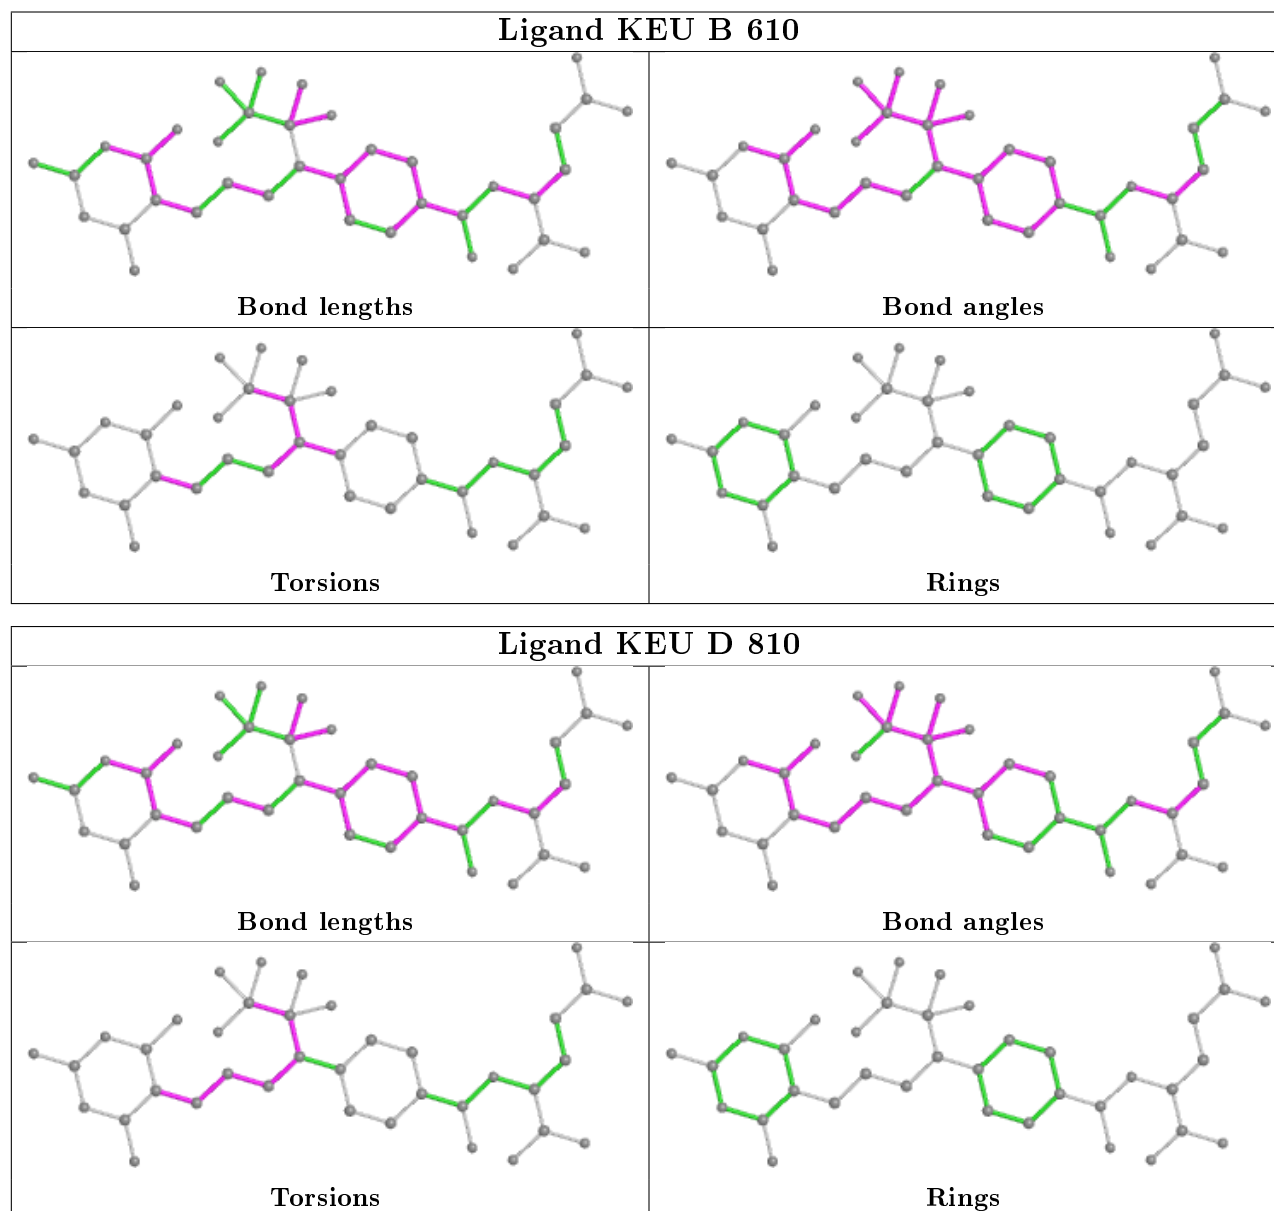 Ligand KEU B 610
Bond lengths
Bond angles
Torsions
Rings
Ligand KEU D 810
Bond lengths
Bond angles
Torsions
Rings